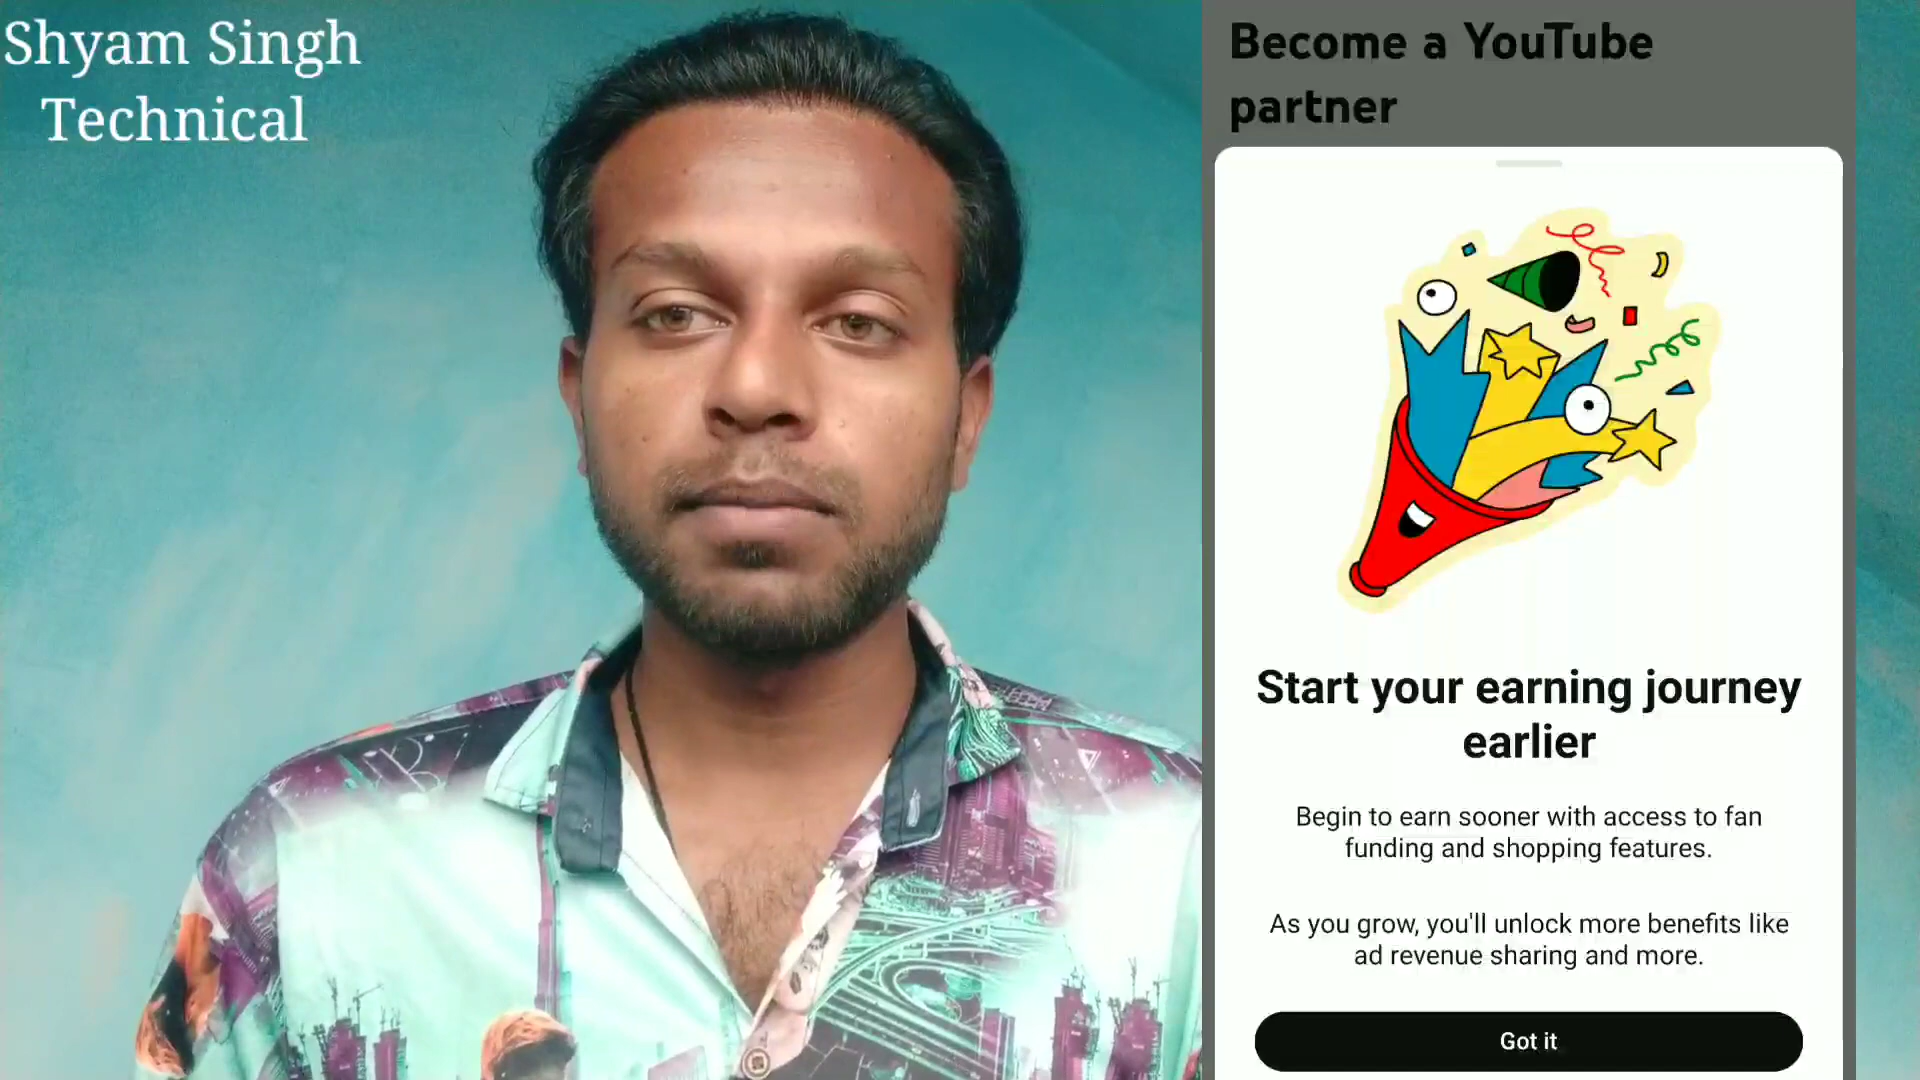 Shyam Singh
Technical
Become a YouTube
partner
Start your earning journey
earlier
Begin to earn sooner with access to fan
funding and shopping features.
As you grow, you'll unlock more benefits like
ad revenue sharing and more.
Got it